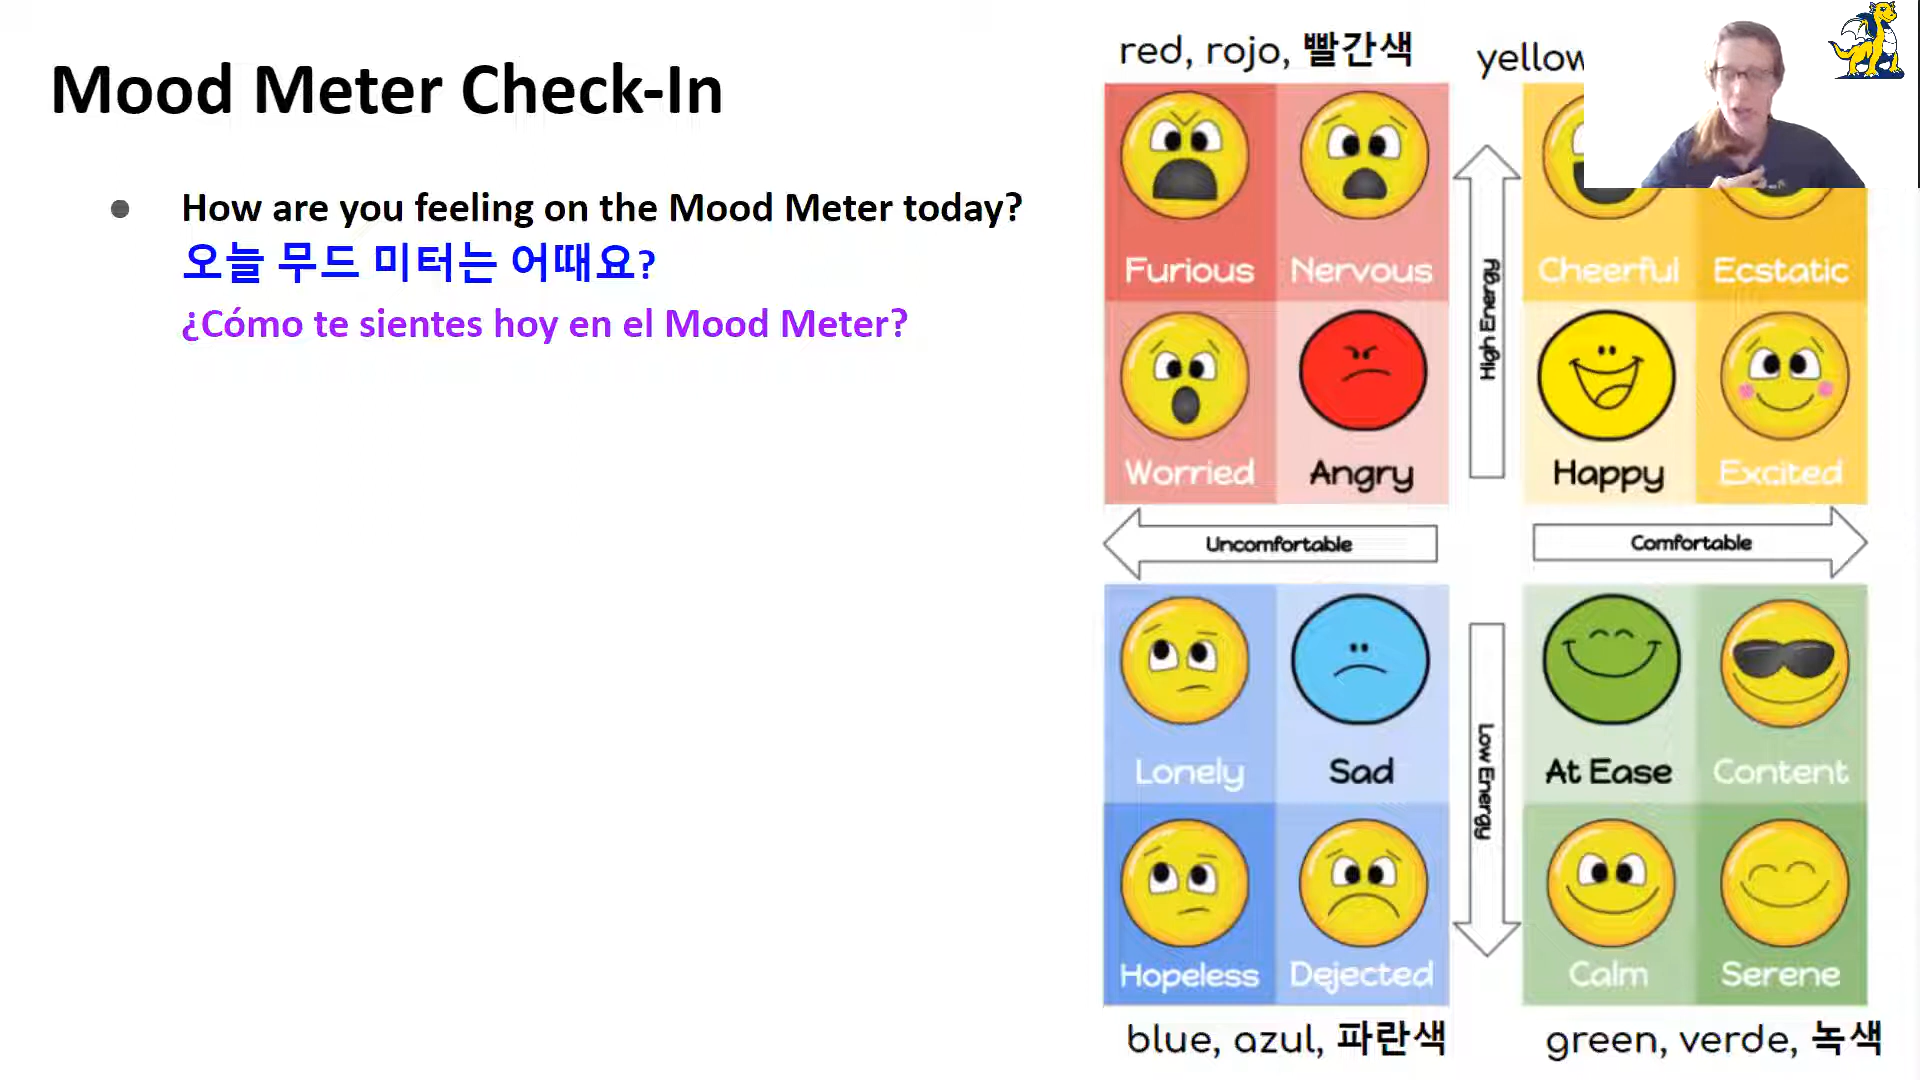 Mood Meter Check-In
How are you feeling on the Mood Meter today?
오늘 무드 미터는 어때요?
¿Cómo te sientes hoy en el Mood Meter?
red, rojo, 빨간색
yellow
Furious
Nervous
Cheerful
Ecstatic
High Energy
Worried
Angry
Happy
Excited
Uncomfortable
Comfortable
Lonely
Sad
At Ease
Content
Low Energy
Hopeless
Dejected
Calm
Serene
blue, azul, 파란색
green, verde, 녹색